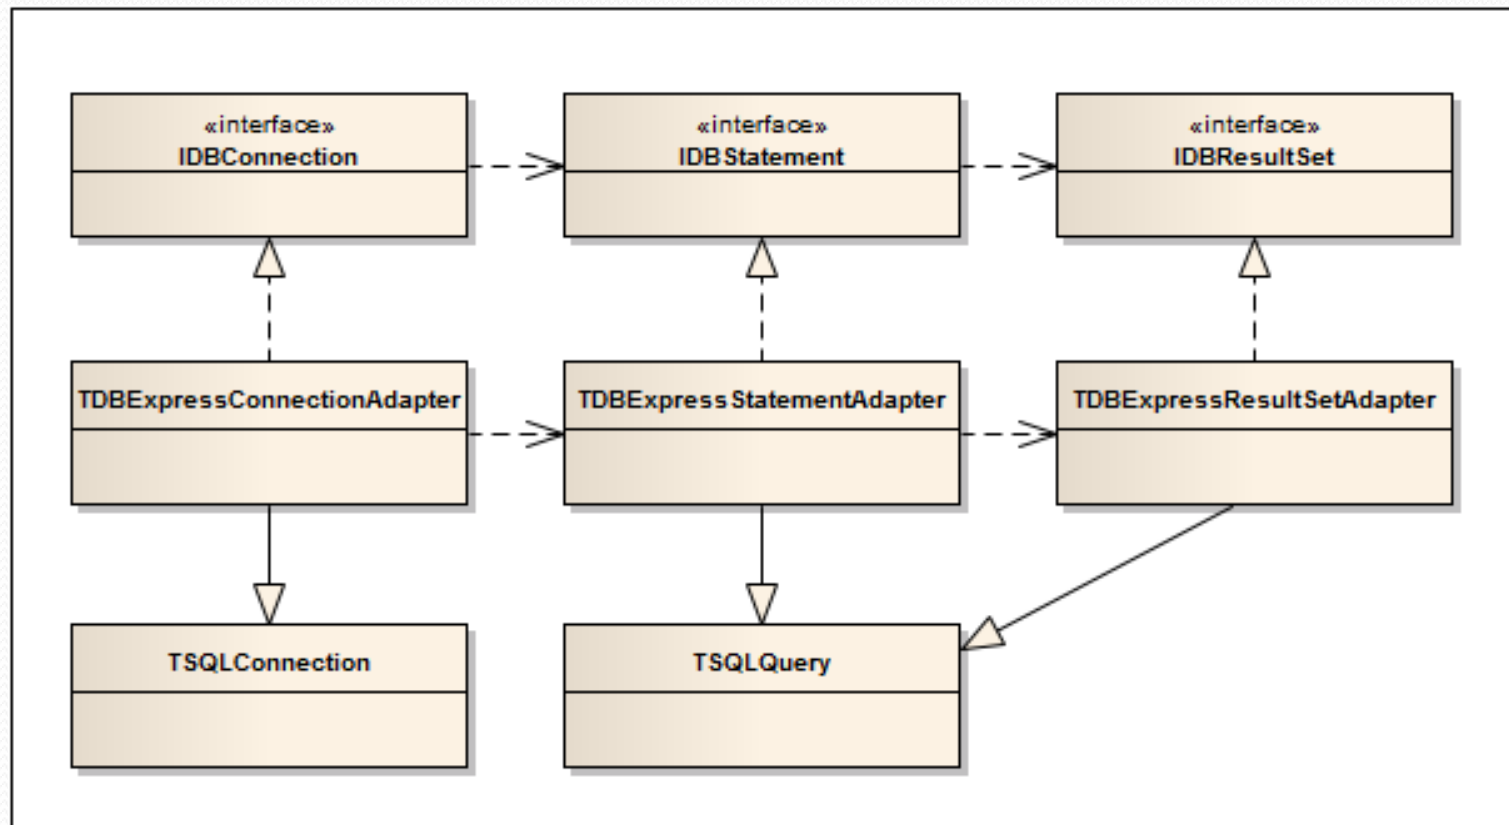 «interface»
IDBConnection
«interface»
IDBStatement
«interface»
IDBResultSet
TDBExpressConnectionAdapter
TDBExpressStatementAdapter
TDBExpressResultSetAdapter
TSQLConnection
TSQLQuery